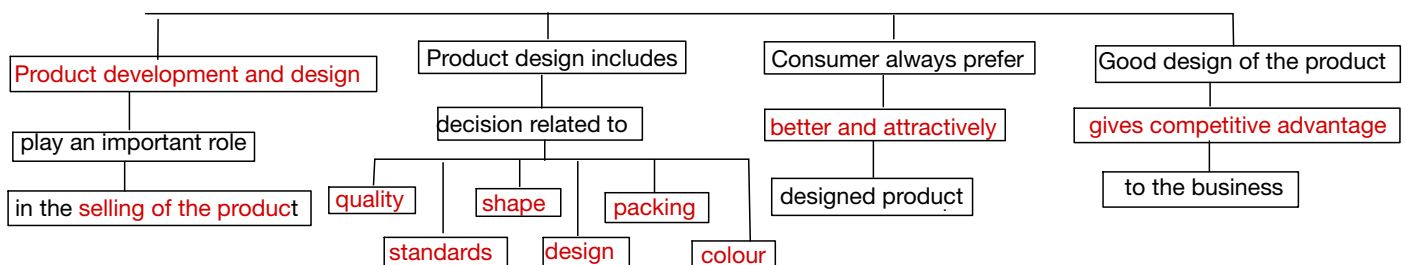 Product development and design
play an important role
in the selling of the product
Product design includes
decision related to
quality
standards
shape
design
packing
colour
Consumer always prefer
better and attractively
designed product
Good design of the product
gives competitive advantage
to the business